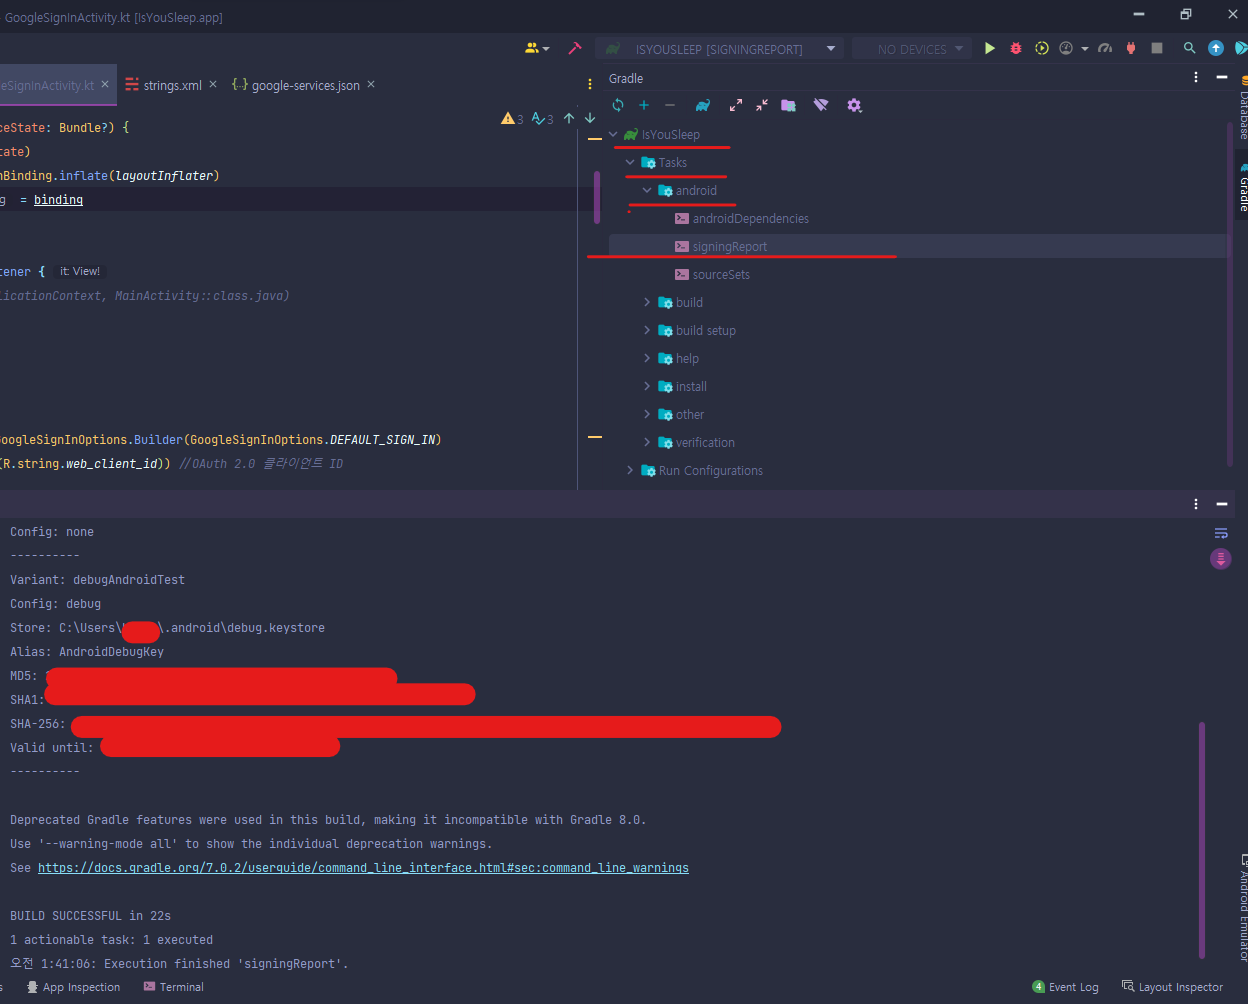 GoogleSignInActivity.kt [IsYouSleep.app]
ISYOUSLEEP [SIGNINGREPORT]
NO DEVICES
eSignInActivity.kt
strings.xml
google-services.json
Gradle
3
3
ceState: Bundle?) {
tate)
nBinding.inflate(layoutInflater)
g = binding
tener { it: View!
licationContext, MainActivity::class.java)
GoogleSignInOptions.Builder(GoogleSignInOptions.DEFAULT_SIGN_IN)
(R.string.web_client_id)) //OAuth 2.0 클라이언트 ID
IsYouSleep
Tasks
android
androidDependencies
signingReport
sourceSets
build
build setup
help
install
other
verification
Run Configurations
Database
Gradle
Config: none
----------
Variant: debugAndroidTest
Config: debug
Store: C:\Users\ \.android\debug.keystore
Alias: AndroidDebugKey
MD5:
SHA1:
SHA-256:
Valid until:
----------
Deprecated Gradle features were used in this build, making it incompatible with Gradle 8.0.
Use '--warning-mode all' to show the individual deprecation warnings.
See https://docs.gradle.org/7.0.2/userguide/command_line_interface.html#sec:command_line_warnings
BUILD SUCCESSFUL in 22s
1 actionable task: 1 executed
오전 1:41:06: Execution finished 'signingReport'.
Android Emulator
s
App Inspection
Terminal
4 Event Log
Layout Inspector